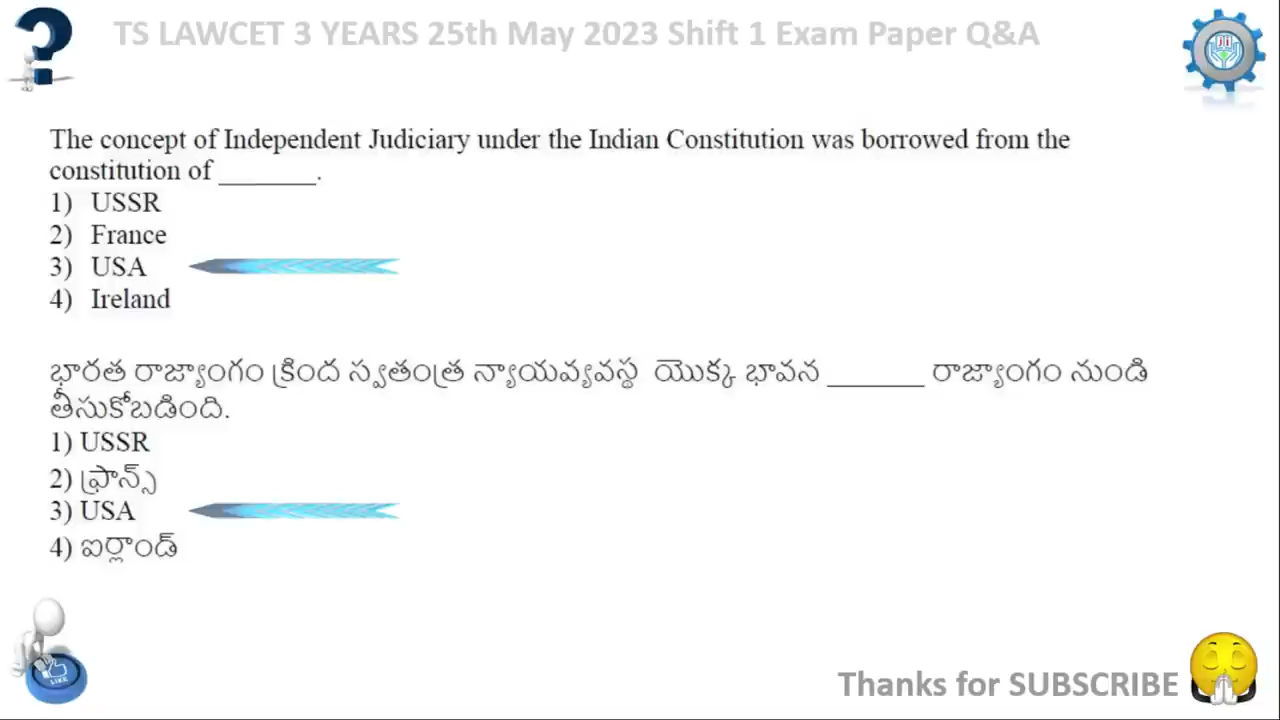 TS LAWCET 3 YEARS 25th May 2023 Shift 1 Exam Paper Q&A
The concept of Independent Judiciary under the Indian Constitution was borrowed from the
constitution of _______.
1) USSR
2) France
3) USA
4) Ireland
భారత రాజ్యాంగం క్రింద స్వతంత్ర న్యాయవ్యవస్థ యొక్క భావన _______ రాజ్యాంగం నుండి
తీసుకోబడింది.
1) USSR
2) ఫ్రాన్స్
3) USA
4) ఐర్లాండ్
LIKE
Thanks for SUBSCRIBE